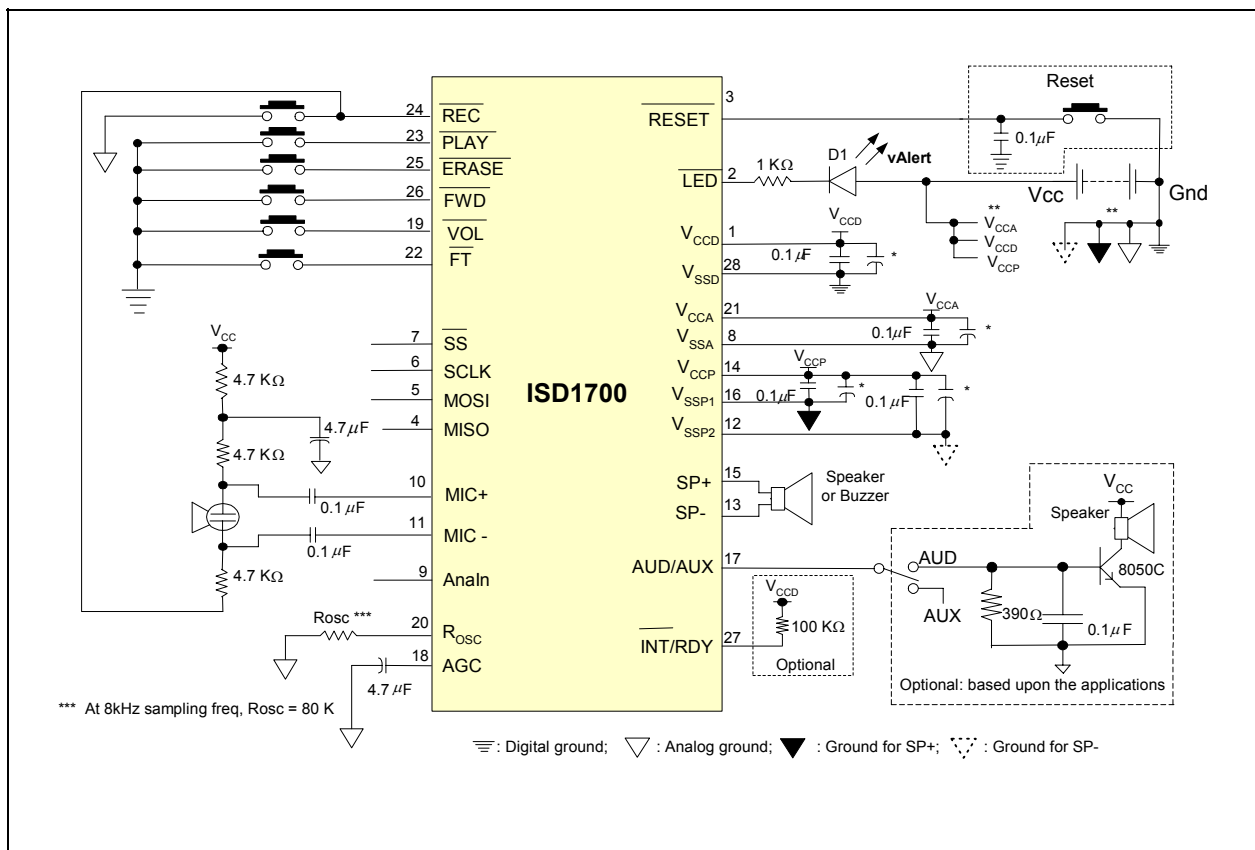 Reset
3
24
REC
RESET
0.1µF
23
PLAY
25
ERASE
D1
vAlert
1 KΩ
2
LED
26
FWD
Vcc
Gnd
**
**
19
VOL
VCCD
VCCA
VCCD
VCCP
1
VCCD
0.1µF
*
22
FT
28
VSSD
21
VCCA
VCCA
0.1µF
*
8
VSSA
VCC
7
SS
6
SCLK
5
MOSI
4
MISO
4.7 KΩ
4.7µF
4.7 KΩ
ISD1700
14
VCCP
VCCP
0.1µF
*
0.1µF
*
16
VSSP1
12
VSSP2
10
MIC+
0.1µF
11
MIC -
0.1µF
4.7 KΩ
9
AnaIn
15
SP+
13
SP-
Speaker
or Buzzer
VCC
Speaker
8050C
17
AUD/AUX
AUD
AUX
390Ω
0.1µF
Optional: based upon the applications
VCCD
100 KΩ
27
INT/RDY
Optional
Rosc ***
20
ROSC
18
AGC
4.7 µF
*** At 8kHz sampling freq, Rosc = 80 K
: Digital ground; : Analog ground; : Ground for SP+; : Ground for SP-